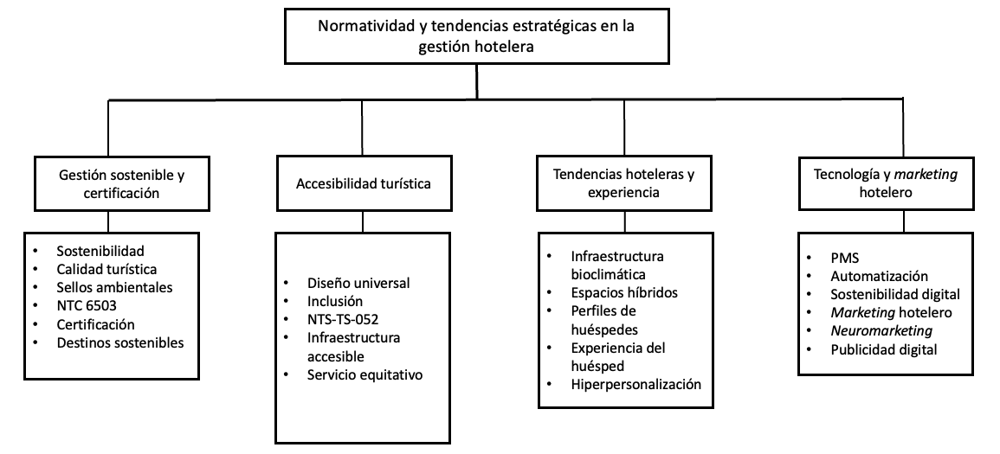 Normatividad y tendencias estratégicas en la
gestión hotelera
Gestión sostenible y
certificación
Accesibilidad turística
Tendencias hoteleras y
experiencia
Tecnología y marketing
hotelero
• Sostenibilidad
• Calidad turística
• Sellos ambientales
• NTC 6503
• Certificación
• Destinos sostenibles
• Diseño universal
• Inclusión
• NTS-TS-052
• Infraestructura
accesible
• Servicio equitativo
• Infraestructura
bioclimática
• Espacios híbridos
• Perfiles de
huéspedes
• Experiencia del
huésped
• Hiperpersonalización
• PMS
• Automatización
• Sostenibilidad digital
• Marketing hotelero
• Neuromarketing
• Publicidad digital